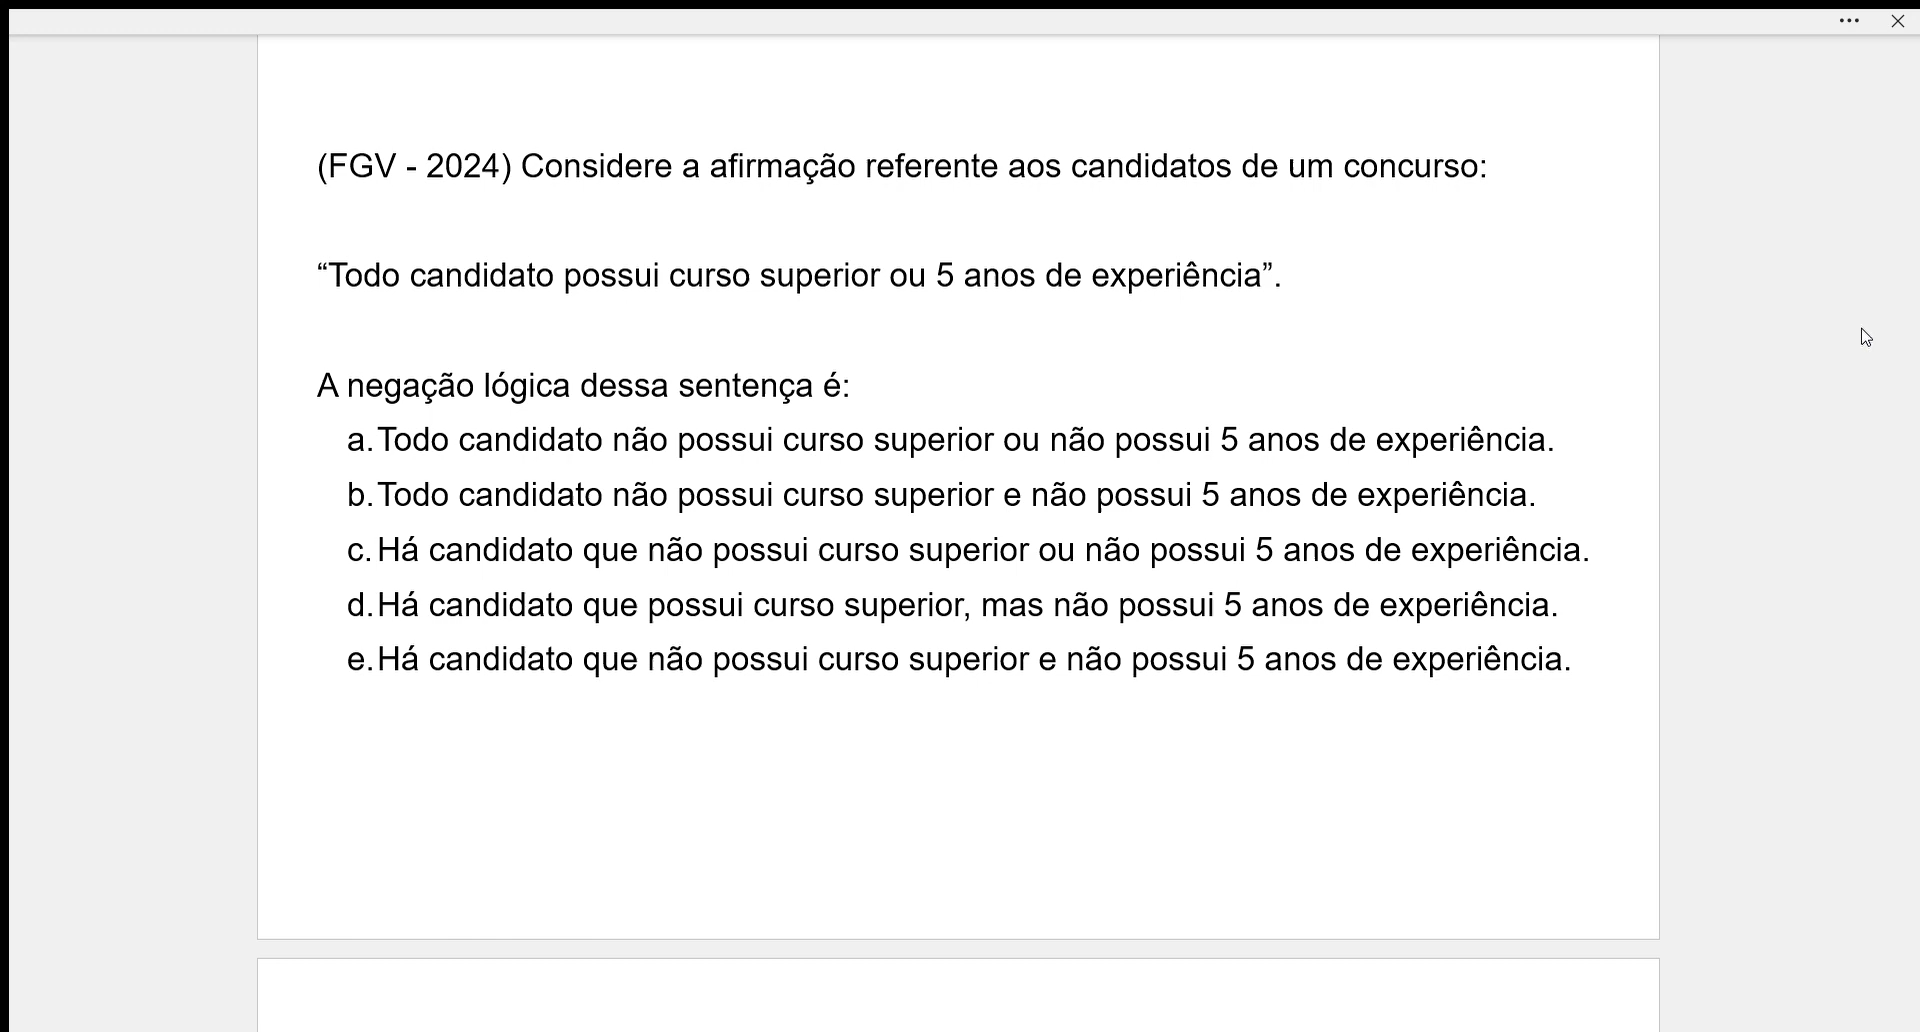 (FGV - 2024) Considere a afirmação referente aos candidatos de um concurso:
“Todo candidato possui curso superior ou 5 anos de experiência”.
A negação lógica dessa sentença é:
a. Todo candidato não possui curso superior ou não possui 5 anos de experiência.
b. Todo candidato não possui curso superior e não possui 5 anos de experiência.
c. Há candidato que não possui curso superior ou não possui 5 anos de experiência.
d. Há candidato que possui curso superior, mas não possui 5 anos de experiência.
e. Há candidato que não possui curso superior e não possui 5 anos de experiência.